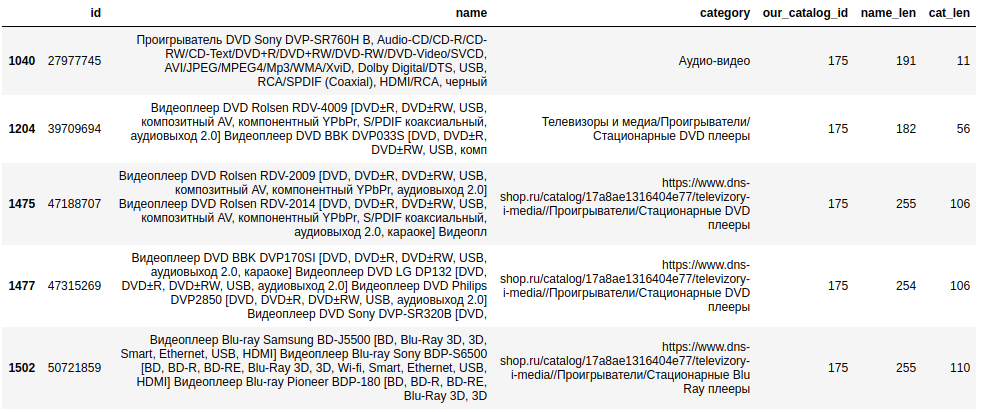 id name category our_catalog_id name_len cat_len
Проигрыватель DVD Sony DVP-SR760H B, Audio-CD/CD-R/CD-
RW/CD-Text/DVD+R/DVD+RW/DVD-RW/DVD-Video/SVCD,
1040 27977745 AVI/JPEG/MPEG4/Mp3/WMA/XviD, Dolby Digital/DTS, USB, Аудио-видео 175 191 11
RCA/SPDIF (Coaxial), HDMI/RCA, черный
Видеоплеер DVD Rolsen RDV-4009 [DVD±R, DVD±RW, USB,
композитный AV, компонентный YPbPr, S/PDIF коаксиальный, Телевизоры и медиа/Проигрыватели/
1204 39709694 175 182 56
аудиовыход 2.0] Видеоплеер DVD BBK DVP033S [DVD, DVD±R, Стационарные DVD плееры
DVD±RW, USB, комп
Видеоплеер DVD Rolsen RDV-2009 [DVD, DVD±R, DVD±RW, USB, https://www.dns-
композитный AV, компонентный YPbPr, аудиовыход 2.0] shop.ru/catalog/17a8ae1316404e77/televizory-
1475 47188707 Видеоплеер DVD Rolsen RDV-2014 [DVD, DVD±R, DVD±RW, USB, i-media//Проигрыватели/Стационарные DVD 175 255 106
композитный AV, компонентный YPbPr, S/PDIF коаксиальный, плееры
аудиовыход 2.0, караоке] Видеопл
Видеоплеер DVD BBK DVP170SI [DVD, DVD±R, DVD±RW, USB, https://www.dns-
аудиовыход 2.0, караоке] Видеоплеер DVD LG DP132 [DVD, shop.ru/catalog/17a8ae1316404e77/televizory-
1477 47315269 DVD±R, DVD±RW, USB, аудиовыход 2.0] Видеоплеер DVD Philips i-media//Проигрыватели/Стационарные DVD 175 254 106
DVP2850 [DVD, DVD±R, DVD±RW, USB, аудиовыход 2.0] плееры
Видеоплеер DVD Sony DVP-SR320B [DVD,
Видеоплеер Blu-ray Samsung BD-J5500 [BD, Blu-Ray 3D, 3D, https://www.dns-
Smart, Ethernet, USB, HDMI] Видеоплеер Blu-ray Sony BDP-S6500 shop.ru/catalog/17a8ae1316404e77/televizory-
1502 50721859 [BD, BD-R, BD-RE, Blu-Ray 3D, 3D, Wi-fi, Smart, Ethernet, USB, i-media//Проигрыватели/Стационарные Blu 175 255 110
HDMI] Видеоплеер Blu-ray Pioneer BDP-180 [BD, BD-R, BD-RE, Ray плееры
Blu-Ray 3D, 3D